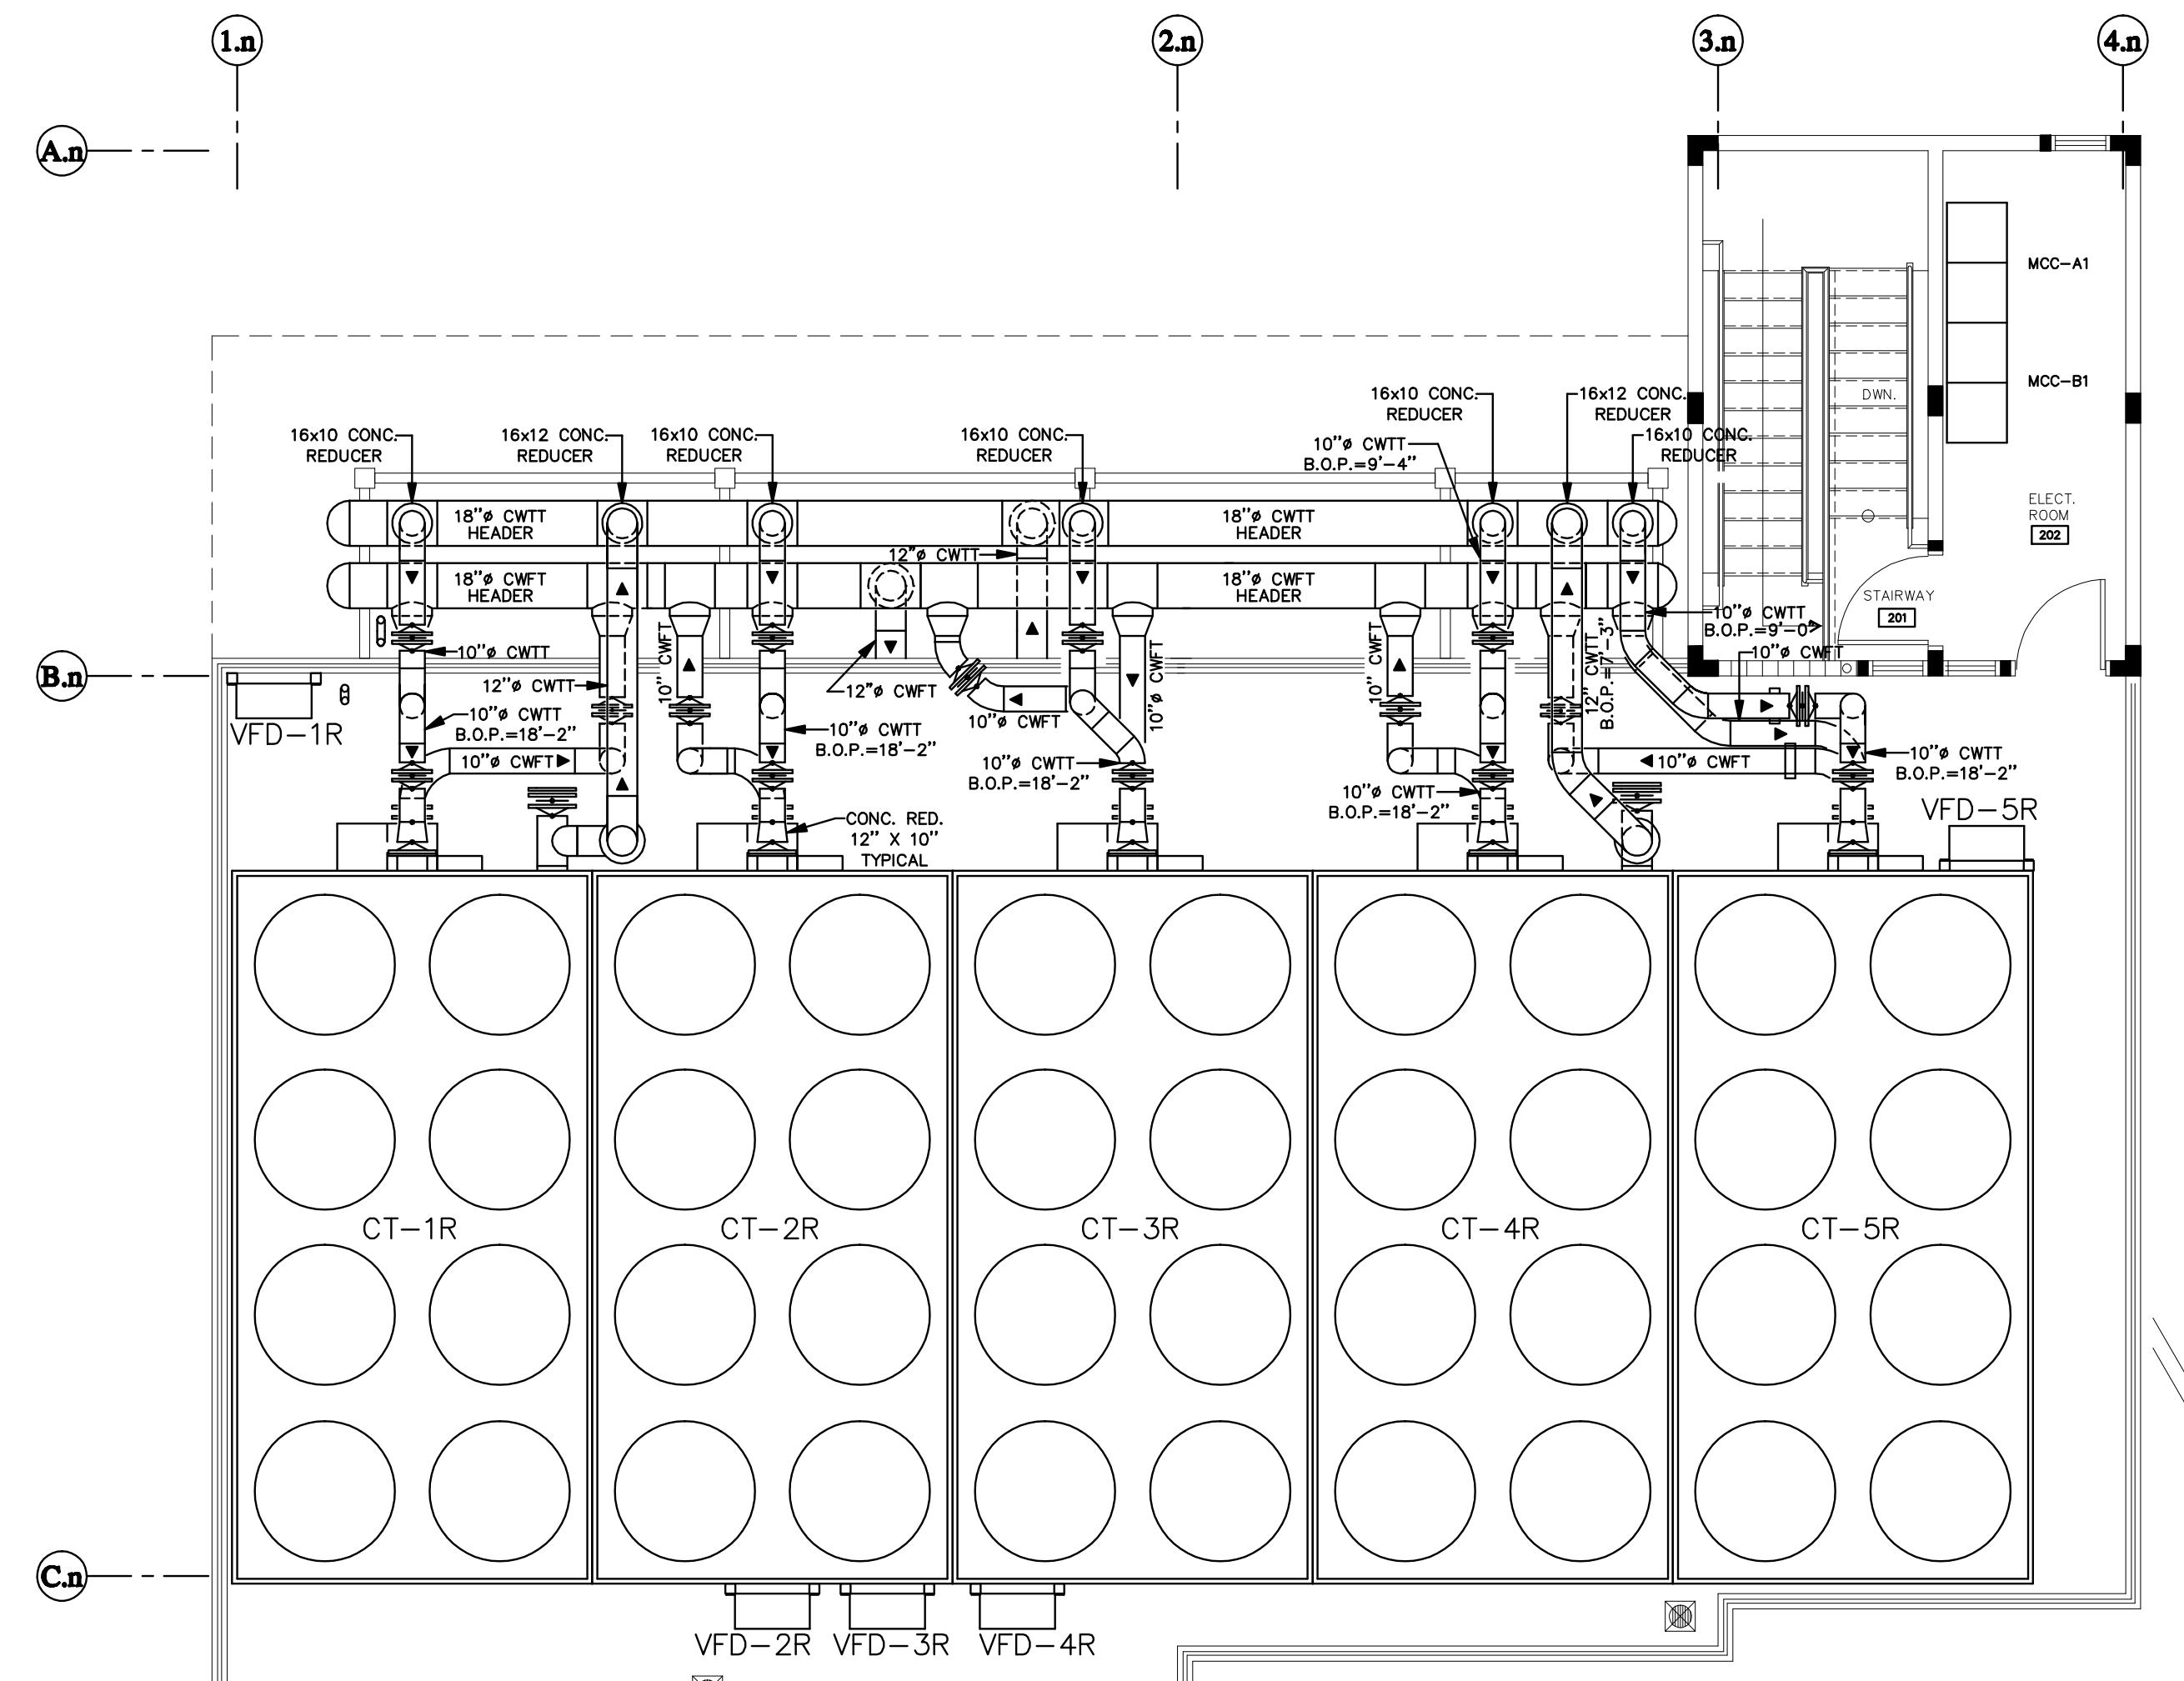 1.n
2.n
3.n
4.n
A.n
MCC-A1
MCC-B1
DWN.
16x10 CONC.
REDUCER
16x12 CONC.
REDUCER
10"ø CWTT
B.O.P.=9'-4"
16x10 CONC.
REDUCER
16x12 CONC.
REDUCER
16x10 CONC.
REDUCER
16x10 CONC.
REDUCER
16x10 CONC.
REDUCER
ELECT.
ROOM
202
18"ø CWTT
HEADER
18"ø CWTT
HEADER
12"ø CWTT
18"ø CWFT
HEADER
18"ø CWFT
HEADER
STAIRWAY
201
10"ø CWTT
B.O.P.=9'-0"
10"ø CWTT
10" CWFT
10"ø CWFT
10" CWFT
12" CWTT
B.O.P.=7'-3"
10"ø CWFT
B.n
12"ø CWTT
12"ø CWFT
10"ø CWFT
VFD-1R
10"ø CWTT
B.O.P.=18'-2"
10"ø CWTT
B.O.P.=18'-2"
10"ø CWFT
10"ø CWTT
B.O.P.=18'-2"
10"ø CWFT
10"ø CWTT
B.O.P.=18'-2"
10"ø CWTT
B.O.P.=18'-2"
VFD-5R
CONC. RED.
12" X 10"
TYPICAL
CT-1R
CT-2R
CT-3R
CT-4R
CT-5R
C.n
VFD-2R
VFD-3R
VFD-4R